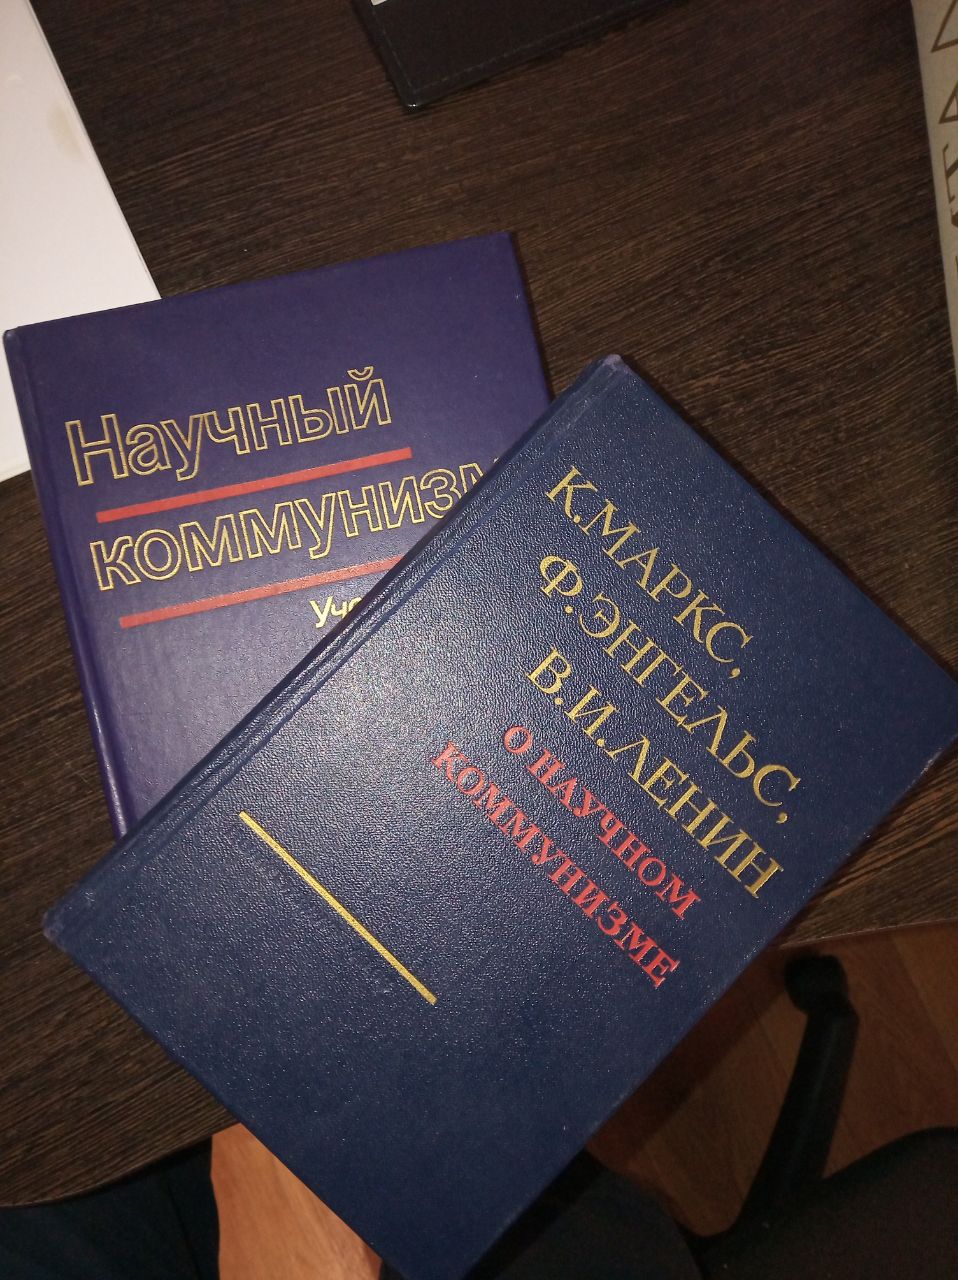 Научный
коммунизм
К.МАРКС,
Ф.ЭНГЕЛЬС,
В.И.ЛЕНИН
О НАУЧНОМ
КОММУНИЗМЕ